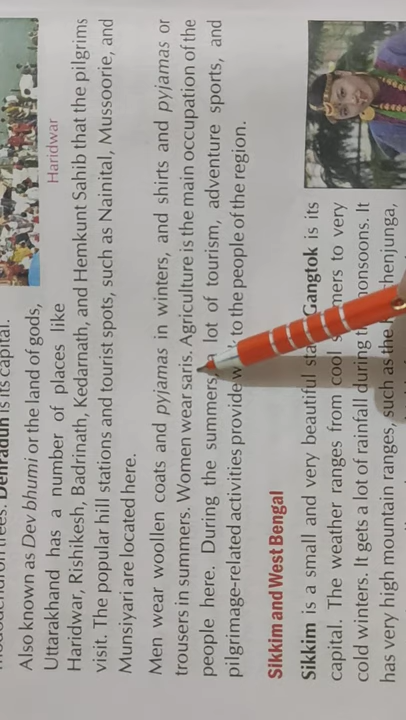 Dehradun is its capital.
Also known as Dev bhumi or the land of gods,
Uttarakhand has a number of places like
Haridwar, Rishikesh, Badrinath, Kedarnath, and Hemkunt Sahib that the pilgrims
visit. The popular hill stations and tourist spots, such as Nainital, Mussoorie, and
Munsiyari are located here.
Haridwar
Men wear woollen coats and pyjamas in winters, and shirts and pyjamas or
trousers in summers. Women wear saris. Agriculture is the main occupation of the
people here. During the summers, lot of tourism, adventure sports, and
pilgrimage-related activities provide to the people of the region.
Sikkim and West Bengal
Sikkim is a small and very beautiful Gangtok is its
capital. The weather ranges from cool to very
cold winters. It gets a lot of rainfall during monsoons. It
has very high mountain ranges, such as the